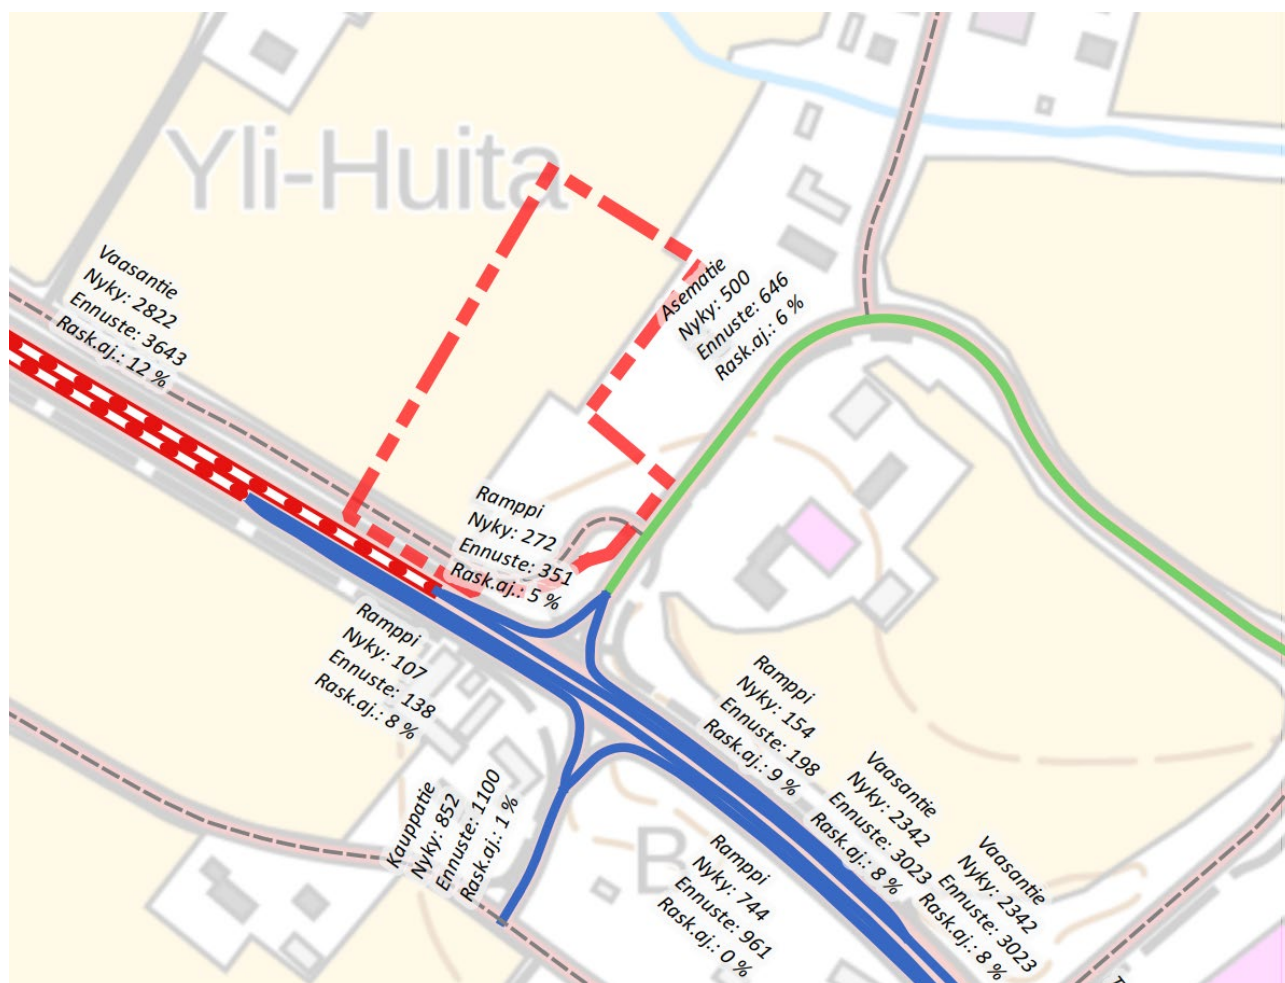 Yli-Huita
Vaasantie
Nyky: 2822
Ennuste: 3643
Rask.aj.: 12 %
Asematie
Nyky: 500
Ennuste: 646
Rask.aj.: 6 %
Ramppi
Nyky: 272
Ennuste: 351
Rask.aj.: 5 %
Ramppi
Nyky: 107
Ennuste: 138
Rask.aj.: 8 %
Ramppi
Nyky: 154
Ennuste: 198
Rask.aj.: 9 %
Vaasantie
Nyky: 2342
Ennuste: 3023
Rask.aj.: 8 %
Vaasantie
Nyky: 2342
Ennuste: 3023
Rask.aj.: 8 %
Kauppatie
Nyky: 852
Ennuste: 1100
Rask.aj.: 1 %
Ramppi
Nyky: 744
Ennuste: 961
Rask.aj.: 0 %
B